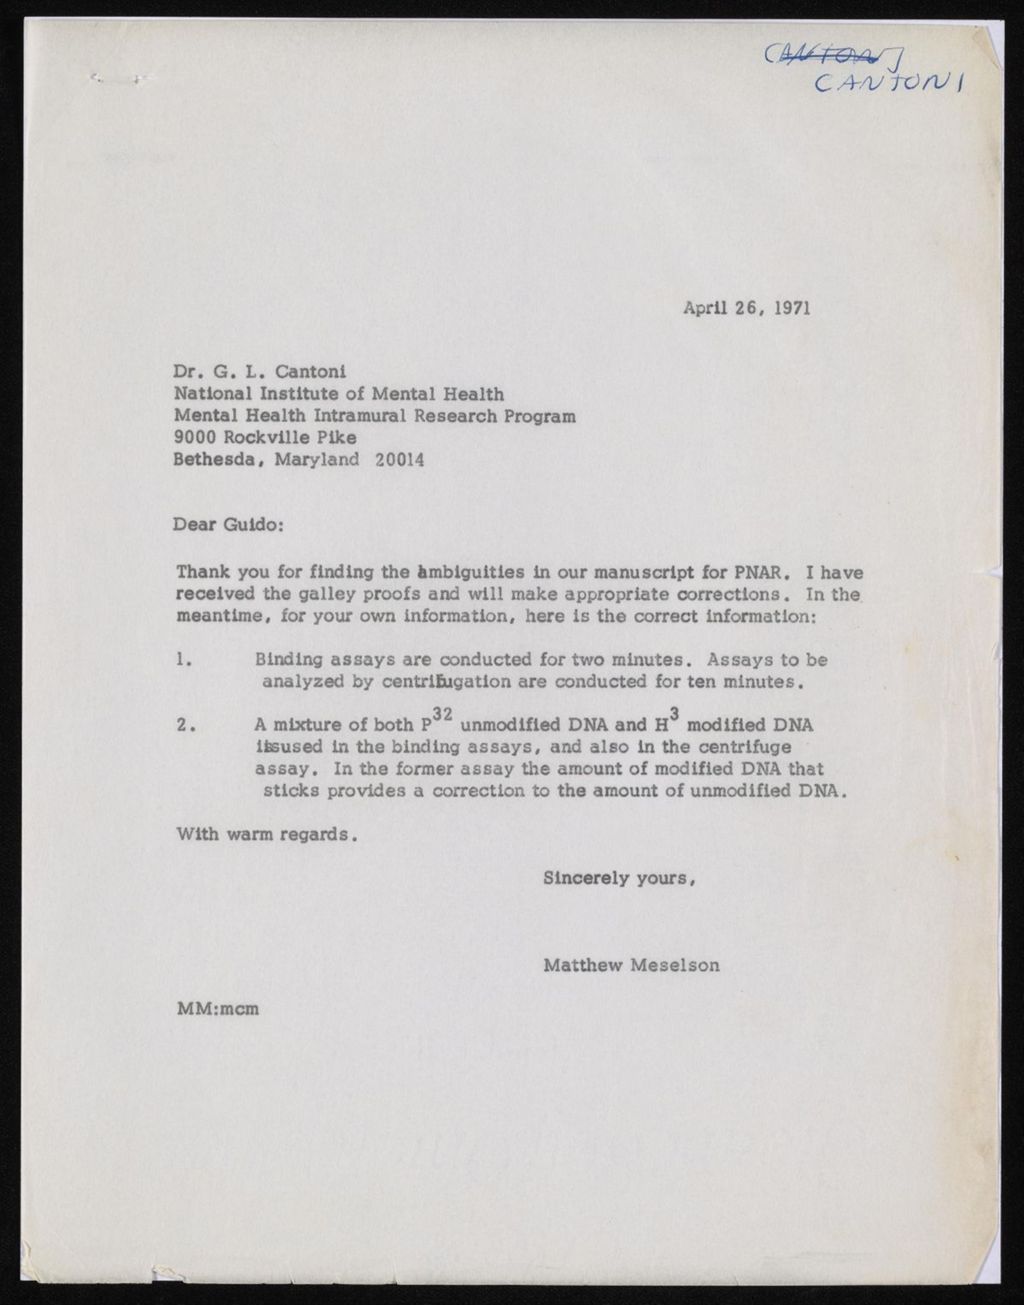 CANTONI
CANTONI
April 26, 1971
Dr. G. L. Cantoni
National Institute of Mental Health
Mental Health Intramural Research Program
9000 Rockville Pike
Bethesda, Maryland 20014
Dear Guido:
Thank you for finding the ambiguities in our manuscript for PNAR. I have
received the galley proofs and will make appropriate corrections. In the
meantime, for your own information, here is the correct information:
1. Binding assays are conducted for two minutes. Assays to be
analyzed by centrifugation are conducted for ten minutes.
2. A mixture of both P³² unmodified DNA and H³ modified DNA
is used in the binding assays, and also in the centrifuge
assay. In the former assay the amount of modified DNA that
sticks provides a correction to the amount of unmodified DNA.
With warm regards.
Sincerely yours,
Matthew Meselson
MM:mcm